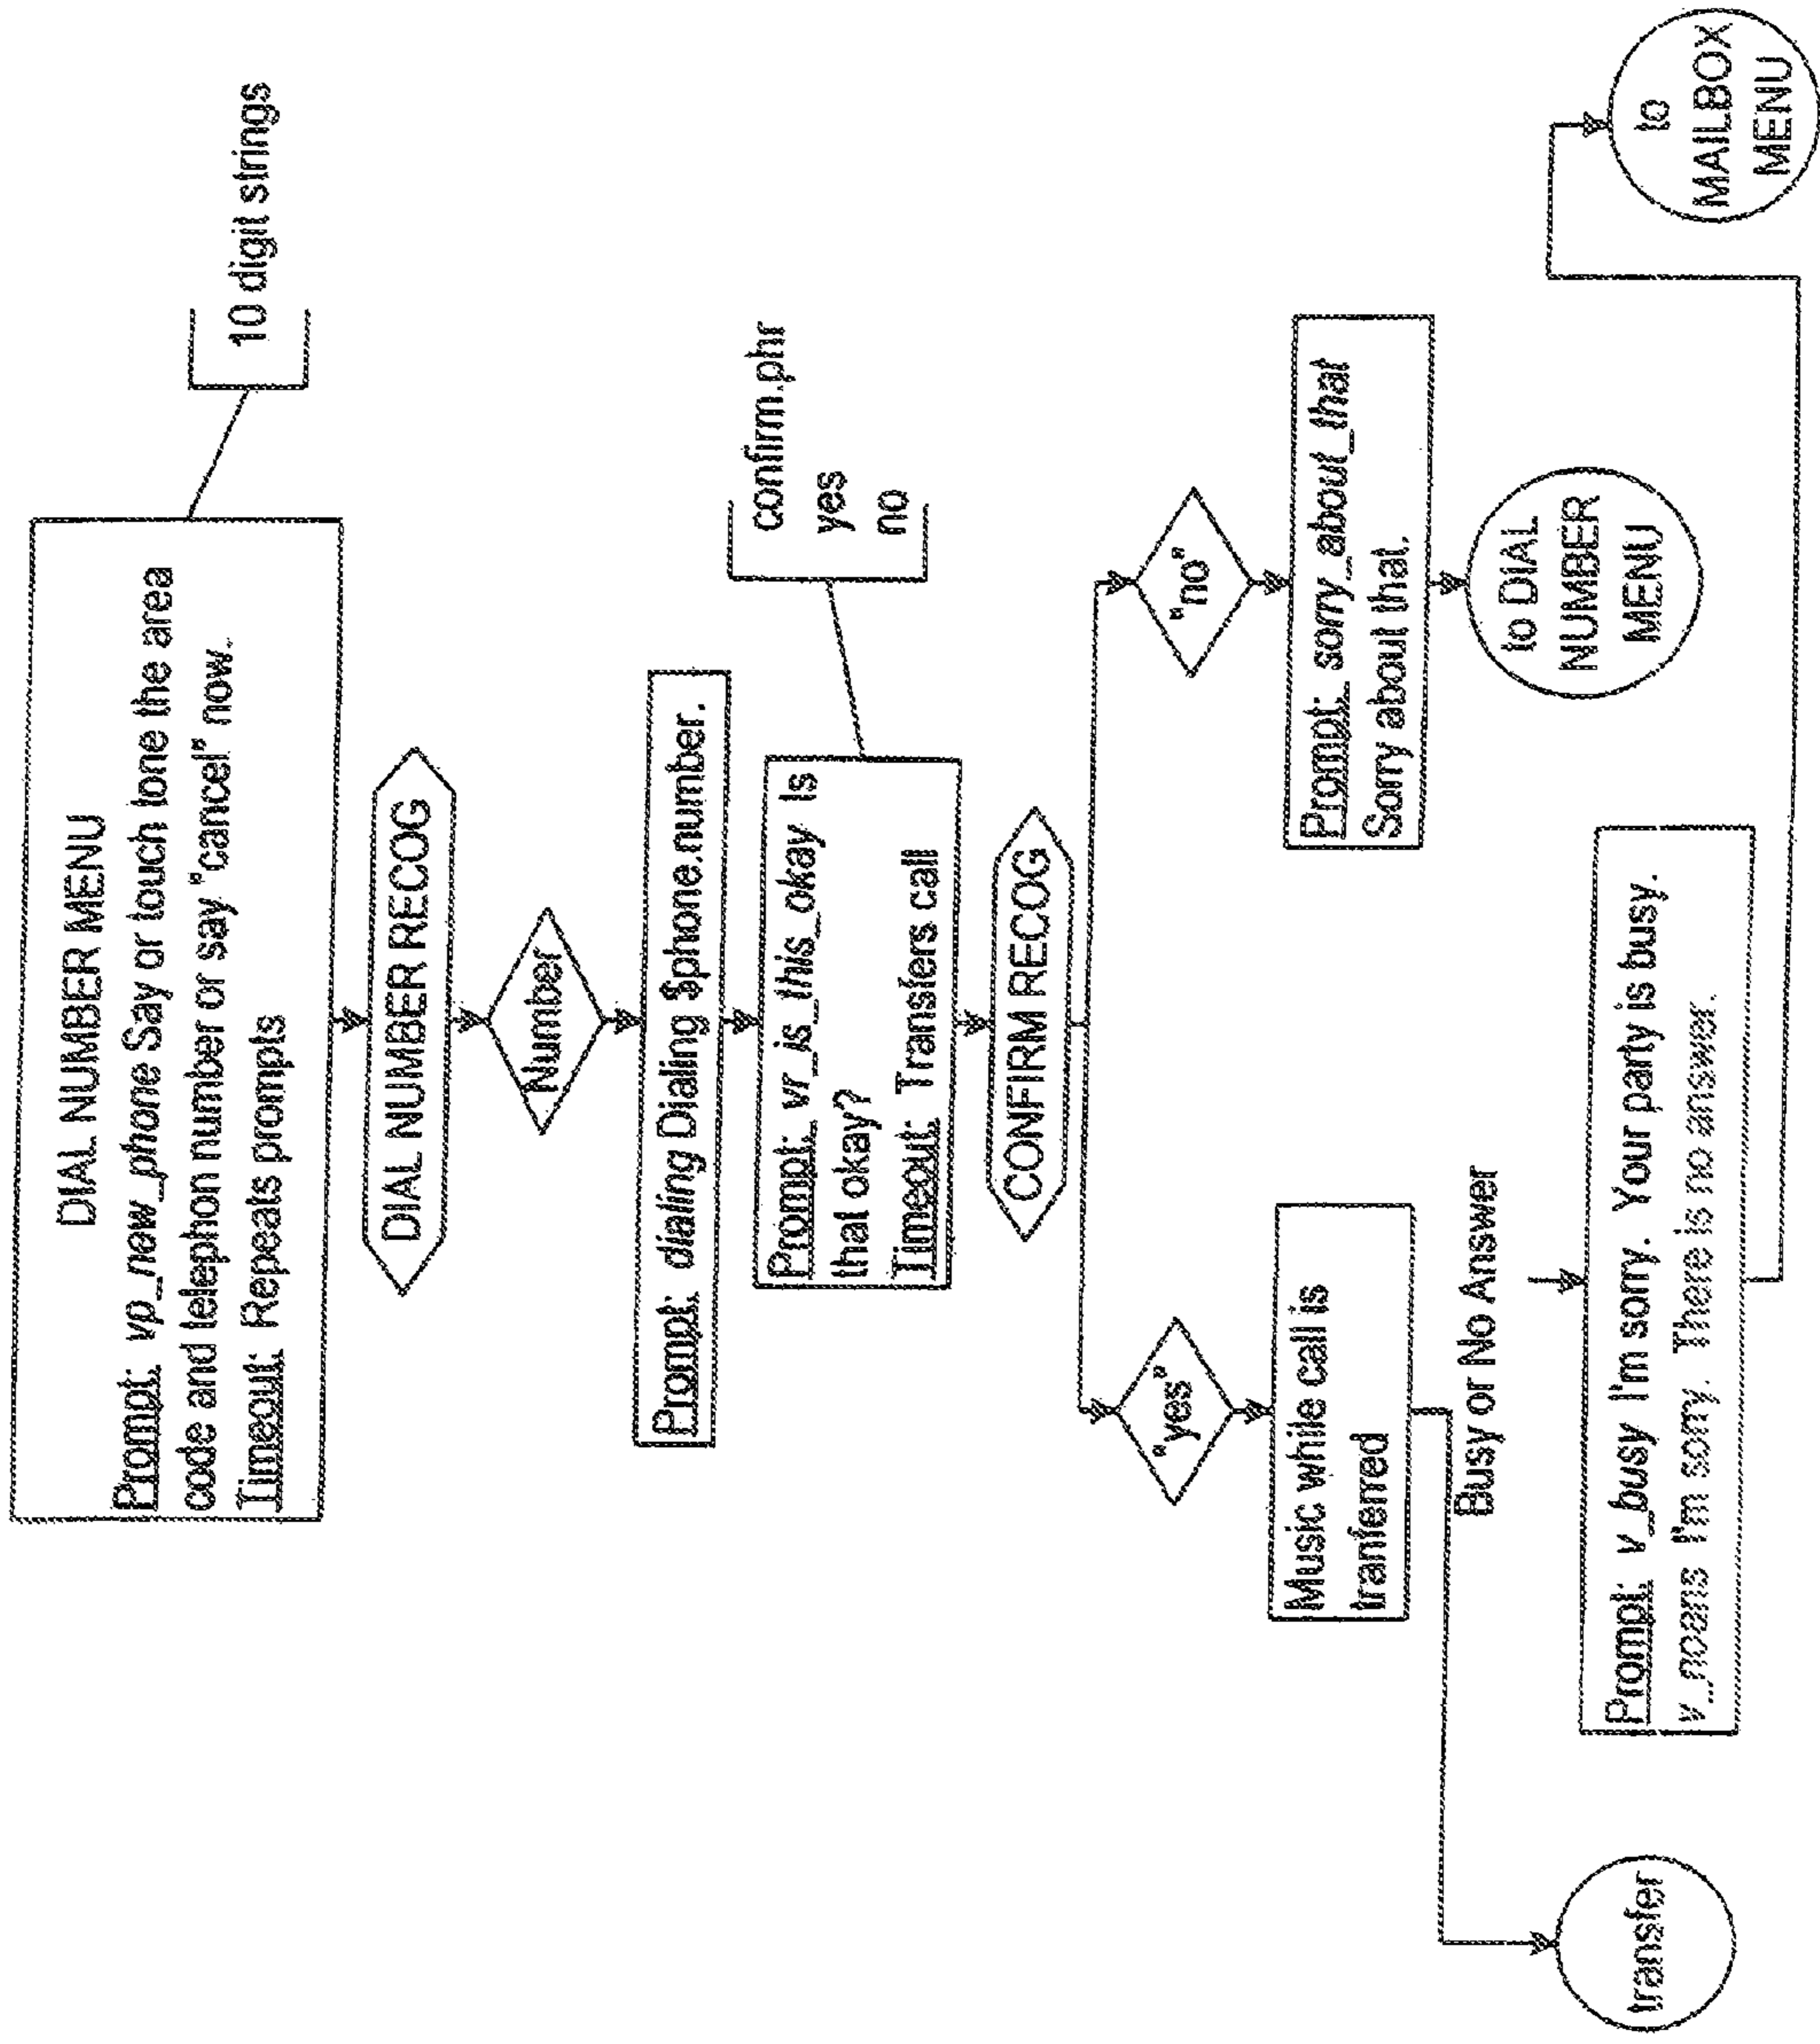 DIAL NUMBER MENU
Prompt: vp_new_phone Say or touch tone the area
code and telephon number or say "cancel" now.
Timeout: Repeats prompts
10 digit strings
DIAL NUMBER RECOG
Number
Prompt: dialing Dialing $phone.number.
Prompt: vr_is_this_okay Is
that okay?
Timeout: Transfers call
confirm.phr
yes
no
CONFIRM RECOG
"yes"
"no"
Music while call is
tranferred
Prompt: sorry_about_that
Sorry about that.
Busy or No Answer
to DIAL
NUMBER
MENU
Prompt: v_busy I'm sorry. Your party is busy.
v_noans I'm sorry. There is no answer.
transfer
to
MAILBOX
MENU